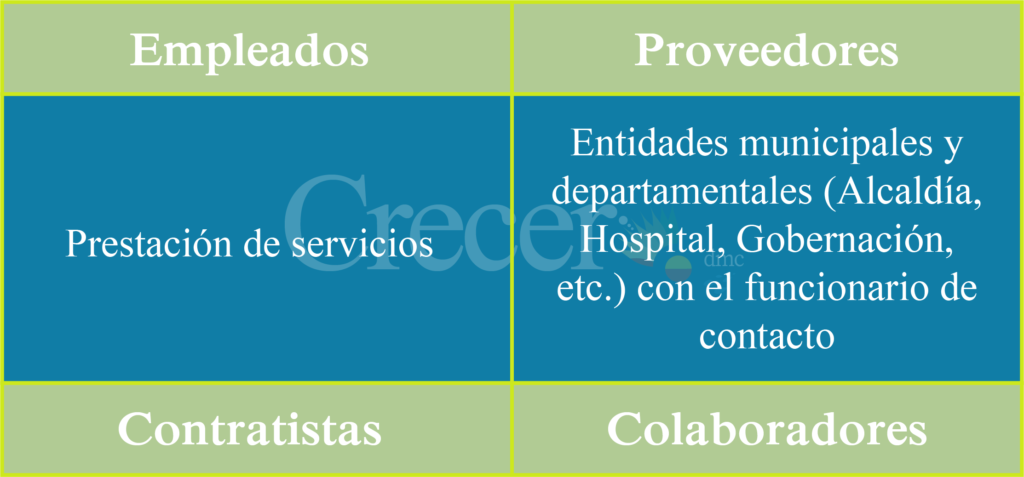 Empleados
Proveedores
Prestación de servicios
Entidades municipales y
departamentales (Alcaldía,
Hospital, Gobernación,
etc.) con el funcionario de
contacto
Crecer
dmc
Contratistas
Colaboradores